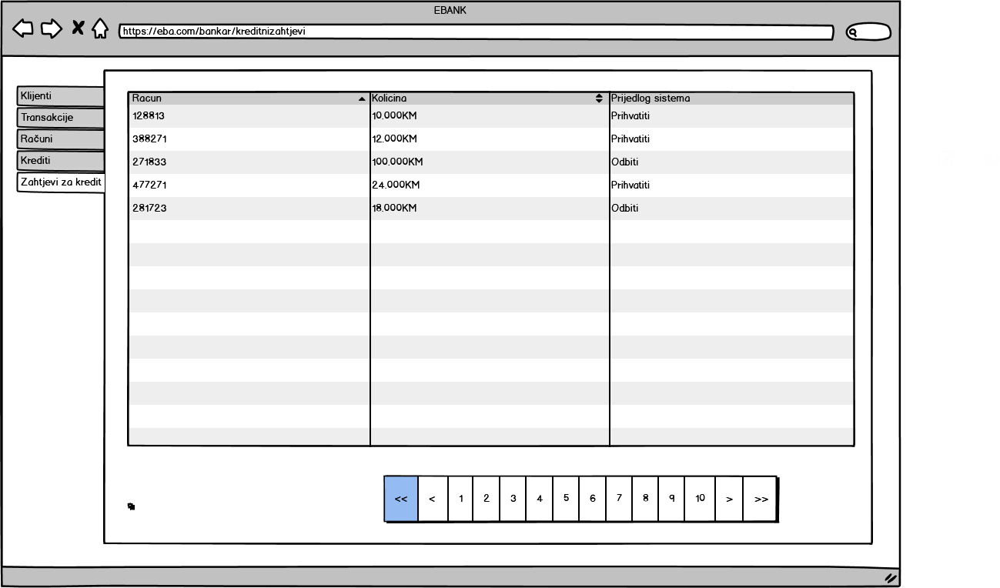 EBANK
https://eba.com/bankar/kreditnizahtjevi
Klijenti
Transakcije
Računi
Krediti
Zahtjevi za kredit
Racun Kolicina Prijedlog sistema
128813 10.000KM Prihvatiti
388271 12.000KM Prihvatiti
271833 100.000KM Odbiti
477271 24.000KM Prihvatiti
281723 18.000KM Odbiti
<< < 1 2 3 4 5 6 7 8 9 10 > >>